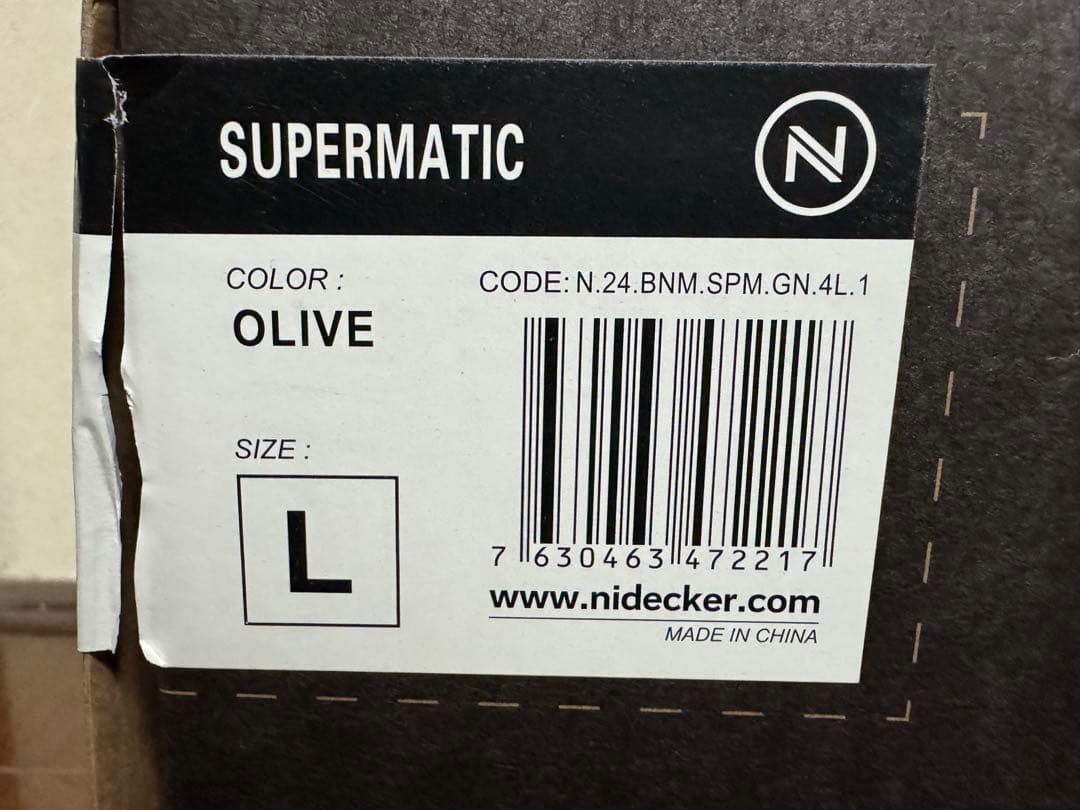 SUPERMATIC
N
COLOR :
OLIVE
CODE: N.24.BNM.SPM.GN.4L.1
SIZE :
L
7 630463 472217
www.nidecker.com
MADE IN CHINA